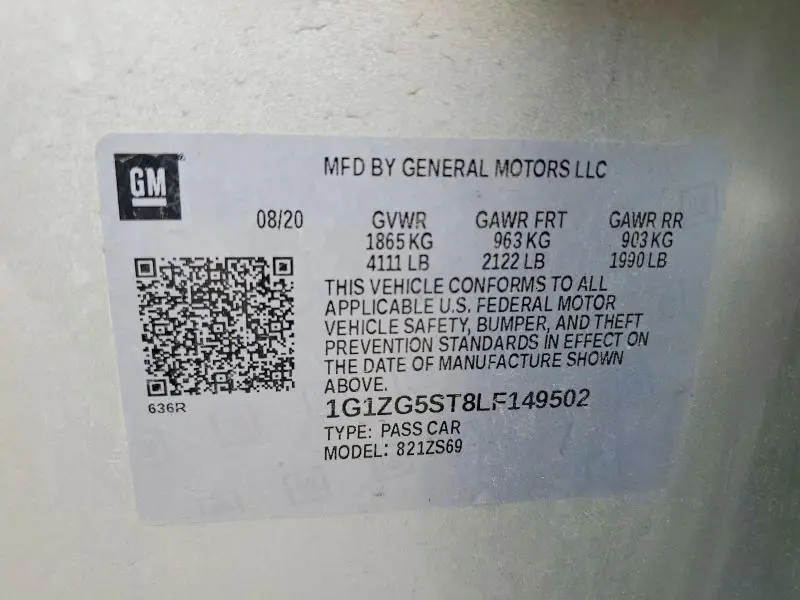 GM
MFD BY GENERAL MOTORS LLC
08/20 GVWR GAWR FRT GAWR RR
1865 KG 963 KG 903 KG
4111 LB 2122 LB 1990 LB
THIS VEHICLE CONFORMS TO ALL
APPLICABLE U.S. FEDERAL MOTOR
VEHICLE SAFETY, BUMPER, AND THEFT
PREVENTION STANDARDS IN EFFECT ON
THE DATE OF MANUFACTURE SHOWN
ABOVE.
636R
1G1ZG5ST8LF149502
TYPE: PASS CAR
MODEL: 821ZS69